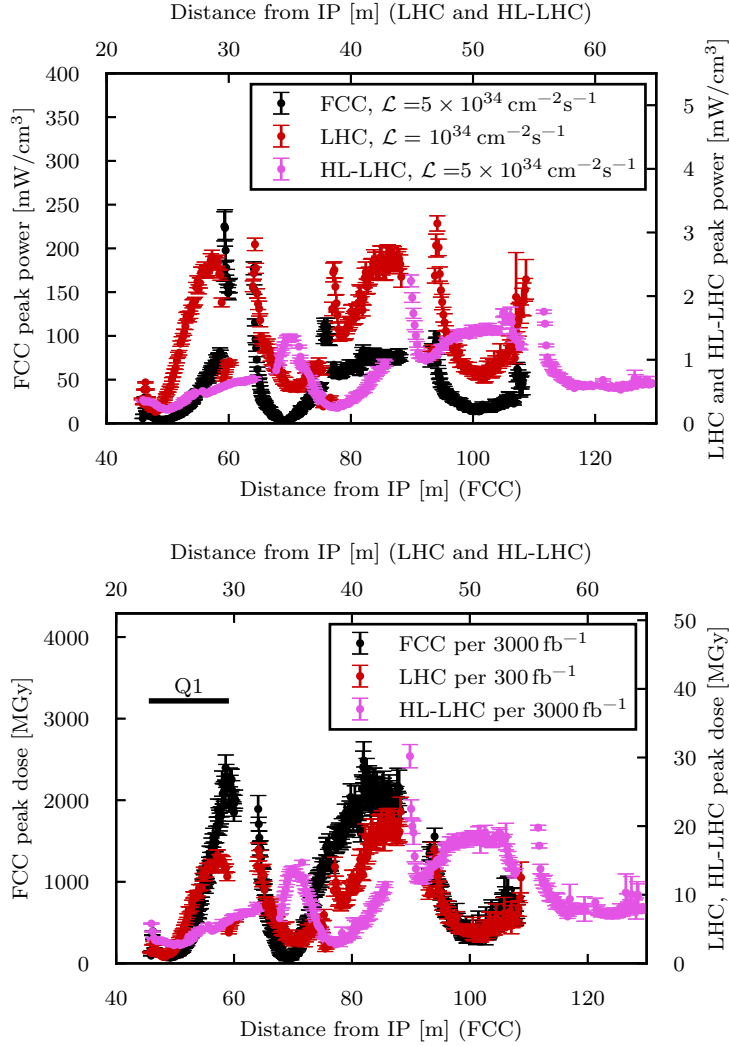 Distance from IP [m] (LHC and HL-LHC)
20 30 40 50 60
400
350
300
250
200
150
100
50
0
FCC peak power [mW/cm³]
FCC, ℒ =5 × 10³⁴ cm⁻²s⁻¹
LHC, ℒ = 10³⁴ cm⁻²s⁻¹
HL-LHC, ℒ =5 × 10³⁴ cm⁻²s⁻¹
5
4
3
2
1
0
LHC and HL-LHC peak power [mW/cm³]
40 60 80 100 120
Distance from IP [m] (FCC)
Distance from IP [m] (LHC and HL-LHC)
20 30 40 50 60
4000
3000
2000
1000
0
FCC peak dose [MGy]
Q1
FCC per 3000 fb⁻¹
LHC per 300 fb⁻¹
HL-LHC per 3000 fb⁻¹
50
40
30
20
10
0
LHC, HL-LHC peak dose [MGy]
40 60 80 100 120
Distance from IP [m] (FCC)